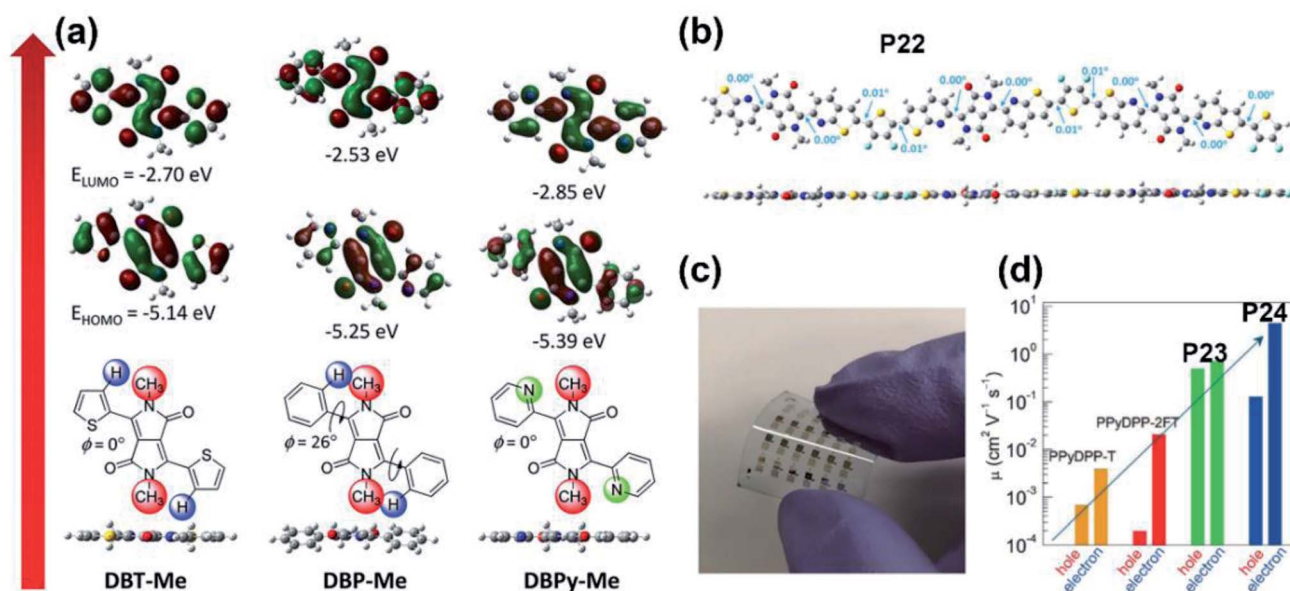 (a)
E_LUMO = -2.70 eV
-2.53 eV
-2.85 eV
E_HOMO = -5.14 eV
-5.25 eV
-5.39 eV
H
CH₃
N
O
S
ϕ = 0°
O
N
S
CH₃
H
H
CH₃
N
O
ϕ = 26°
O
N
CH₃
H
N
CH₃
N
O
ϕ = 0°
O
N
CH₃
N
DBT-Me
DBP-Me
DBPy-Me
(b)
P22
0.00°
0.01°
0.00°
0.00°
0.01°
0.00°
0.00°
0.00°
0.01°
0.01°
0.00°
(c)
(d)
μ (cm² V⁻¹ s⁻¹)
10¹
10⁰
10⁻¹
10⁻²
10⁻³
10⁻⁴
PPyDPP-T
PPyDPP-2FT
P23
P24
hole
electron
hole
electron
hole
electron
hole
electron